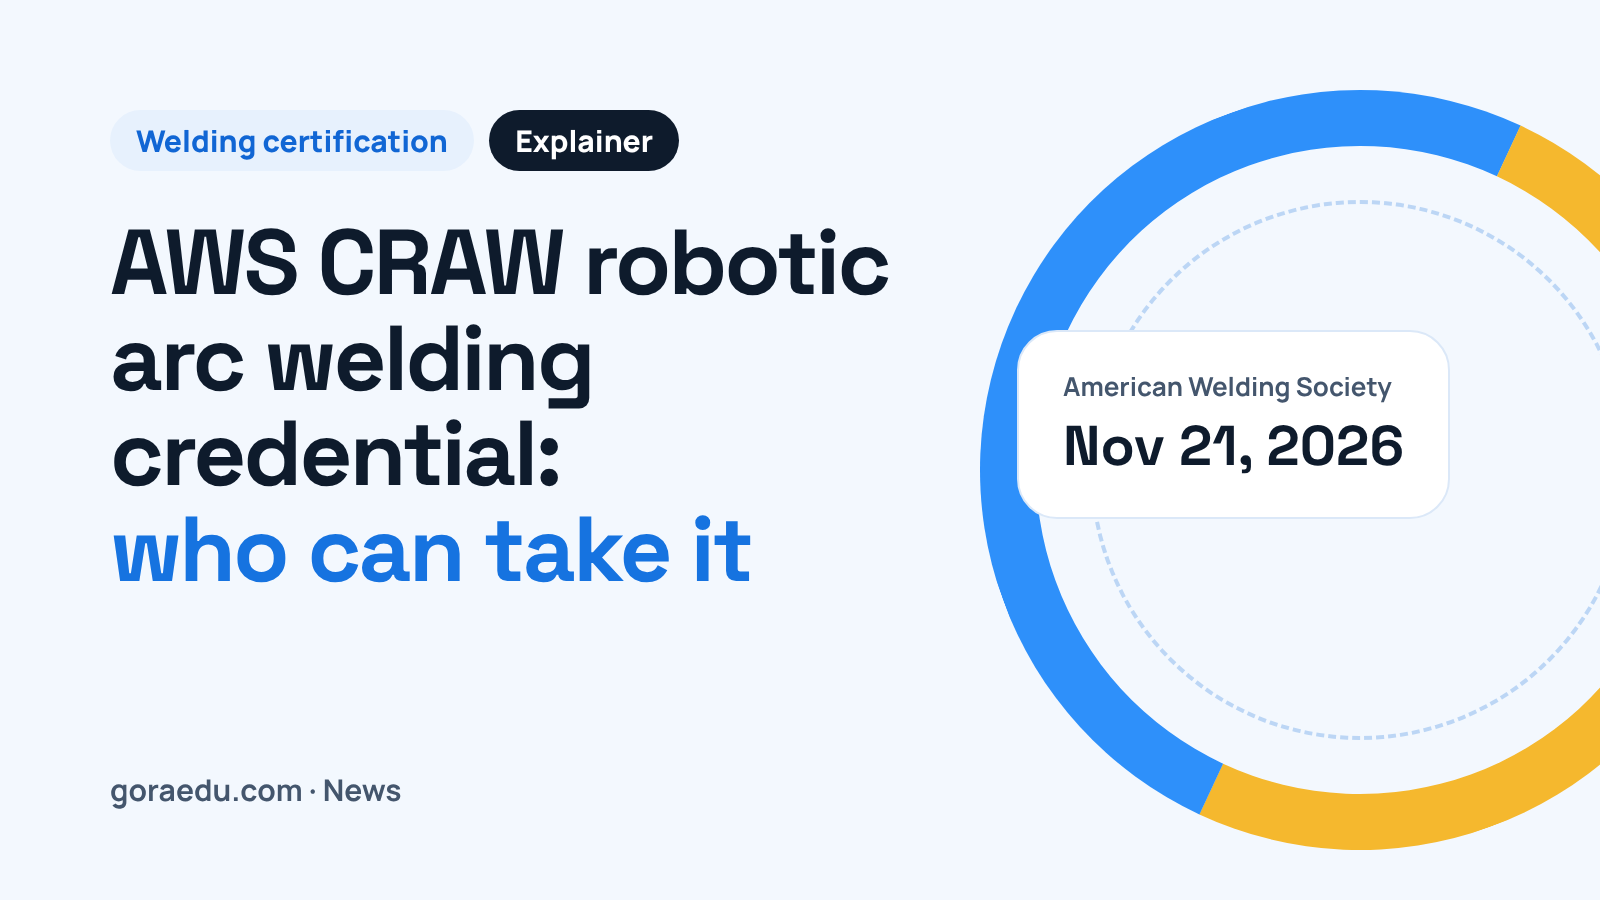 Welding certification
Explainer
AWS CRAW robotic
arc welding
credential:
who can take it
American Welding Society
Nov 21, 2026
goraedu.com · News